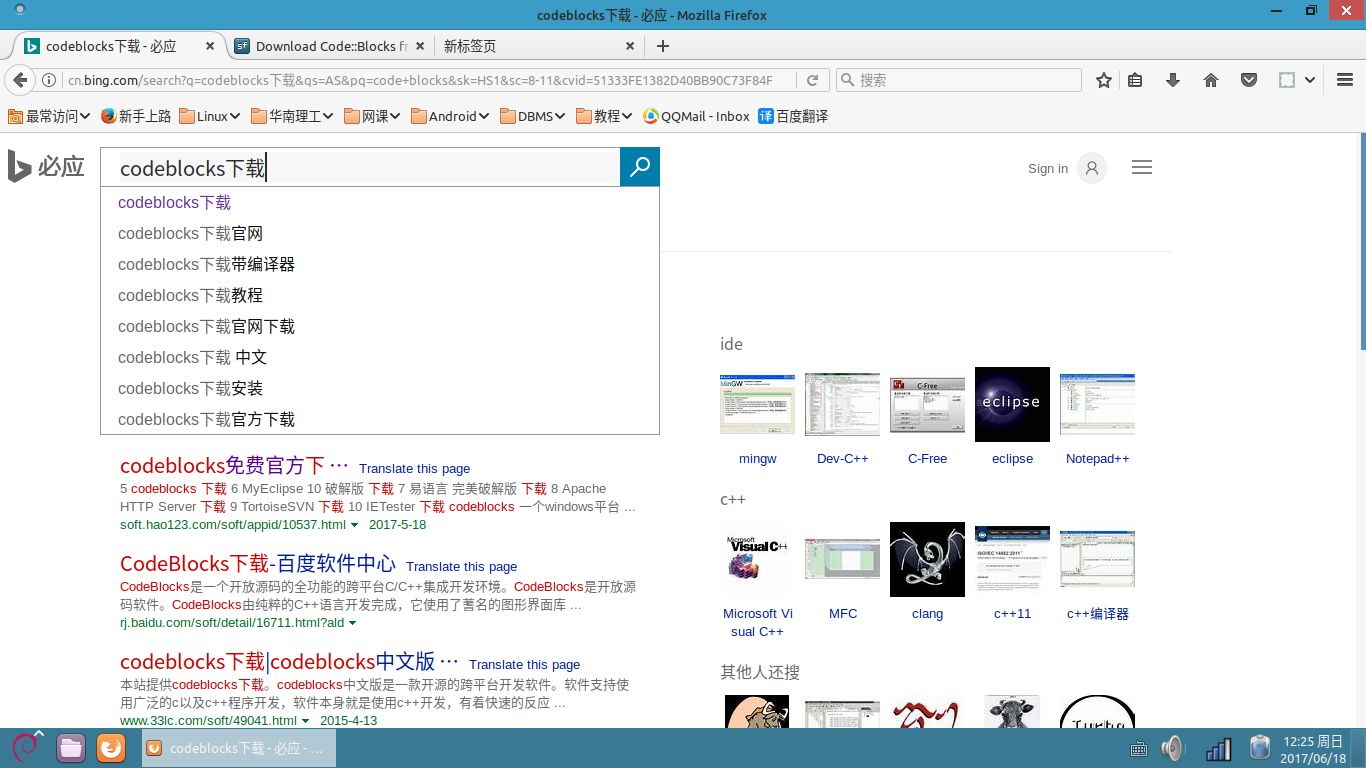 codeblocks下载 - 必应 - Mozilla Firefox
codeblocks下载 - 必应
Download Code::Blocks fr
新标签页
cn.bing.com/search?q=codeblocks下载&qs=AS&pq=code+blocks&sk=HS1&sc=8-11&cvid=51333FE1382D40BB90C73F84F
搜索
最常访问 新手上路 Linux 华南理工 网课 Android DBMS 教程 QQMail - Inbox 百度翻译
必应
codeblocks下载
Sign in
codeblocks下载
codeblocks下载官网
codeblocks下载带编译器
codeblocks下载教程
codeblocks下载官网下载
codeblocks下载 中文
codeblocks下载安装
codeblocks下载官方下载
codeblocks免费官方下 ··· Translate this page
5 codeblocks 下载 6 MyEclipse 10 破解版 下载 7 易语言 完美破解版 下载 8 Apache
HTTP Server 下载 9 TortoiseSVN 下载 10 IETester 下载 codeblocks 一个windows平台 ...
soft.hao123.com/soft/appid/10537.html 2017-5-18
CodeBlocks下载-百度软件中心 Translate this page
CodeBlocks是一个开放源码的全功能的跨平台C/C++集成开发环境。CodeBlocks是开放源
码软件。CodeBlocks由纯粹的C++语言开发完成，它使用了著名的图形界面库 ...
rj.baidu.com/soft/detail/16711.html?ald
codeblocks下载|codeblocks中文版 ··· Translate this page
本站提供codeblocks下载。codeblocks中文版是一款开源的跨平台开发软件。软件支持使
用广泛的c以及c++程序开发，软件本身就是使用c++开发，有着快速的反应 ...
www.33lc.com/soft/49041.html 2015-4-13
ide
MinGW
C-Free
eclipse
mingw
Dev-C++
C-Free
eclipse
Notepad++
c++
Microsoft
Visual C++
ISO/IEC 14882:2011
Microsoft Vi
sual C++
MFC
clang
c++11
c++编译器
其他人还搜
Turbo
codeblocks下载 - 必应 - ...
12:25 周日
2017/06/18